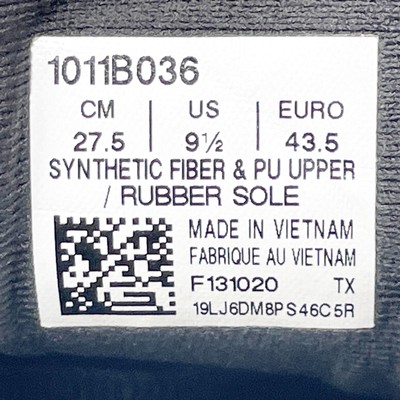 1011B036
CM | US | EURO
27.5 | 9½ | 43.5
SYNTHETIC FIBER & PU UPPER
/ RUBBER SOLE
MADE IN VIETNAM
FABRIQUE AU VIETNAM
F131020 TX
19LJ6DM8PS46C5R